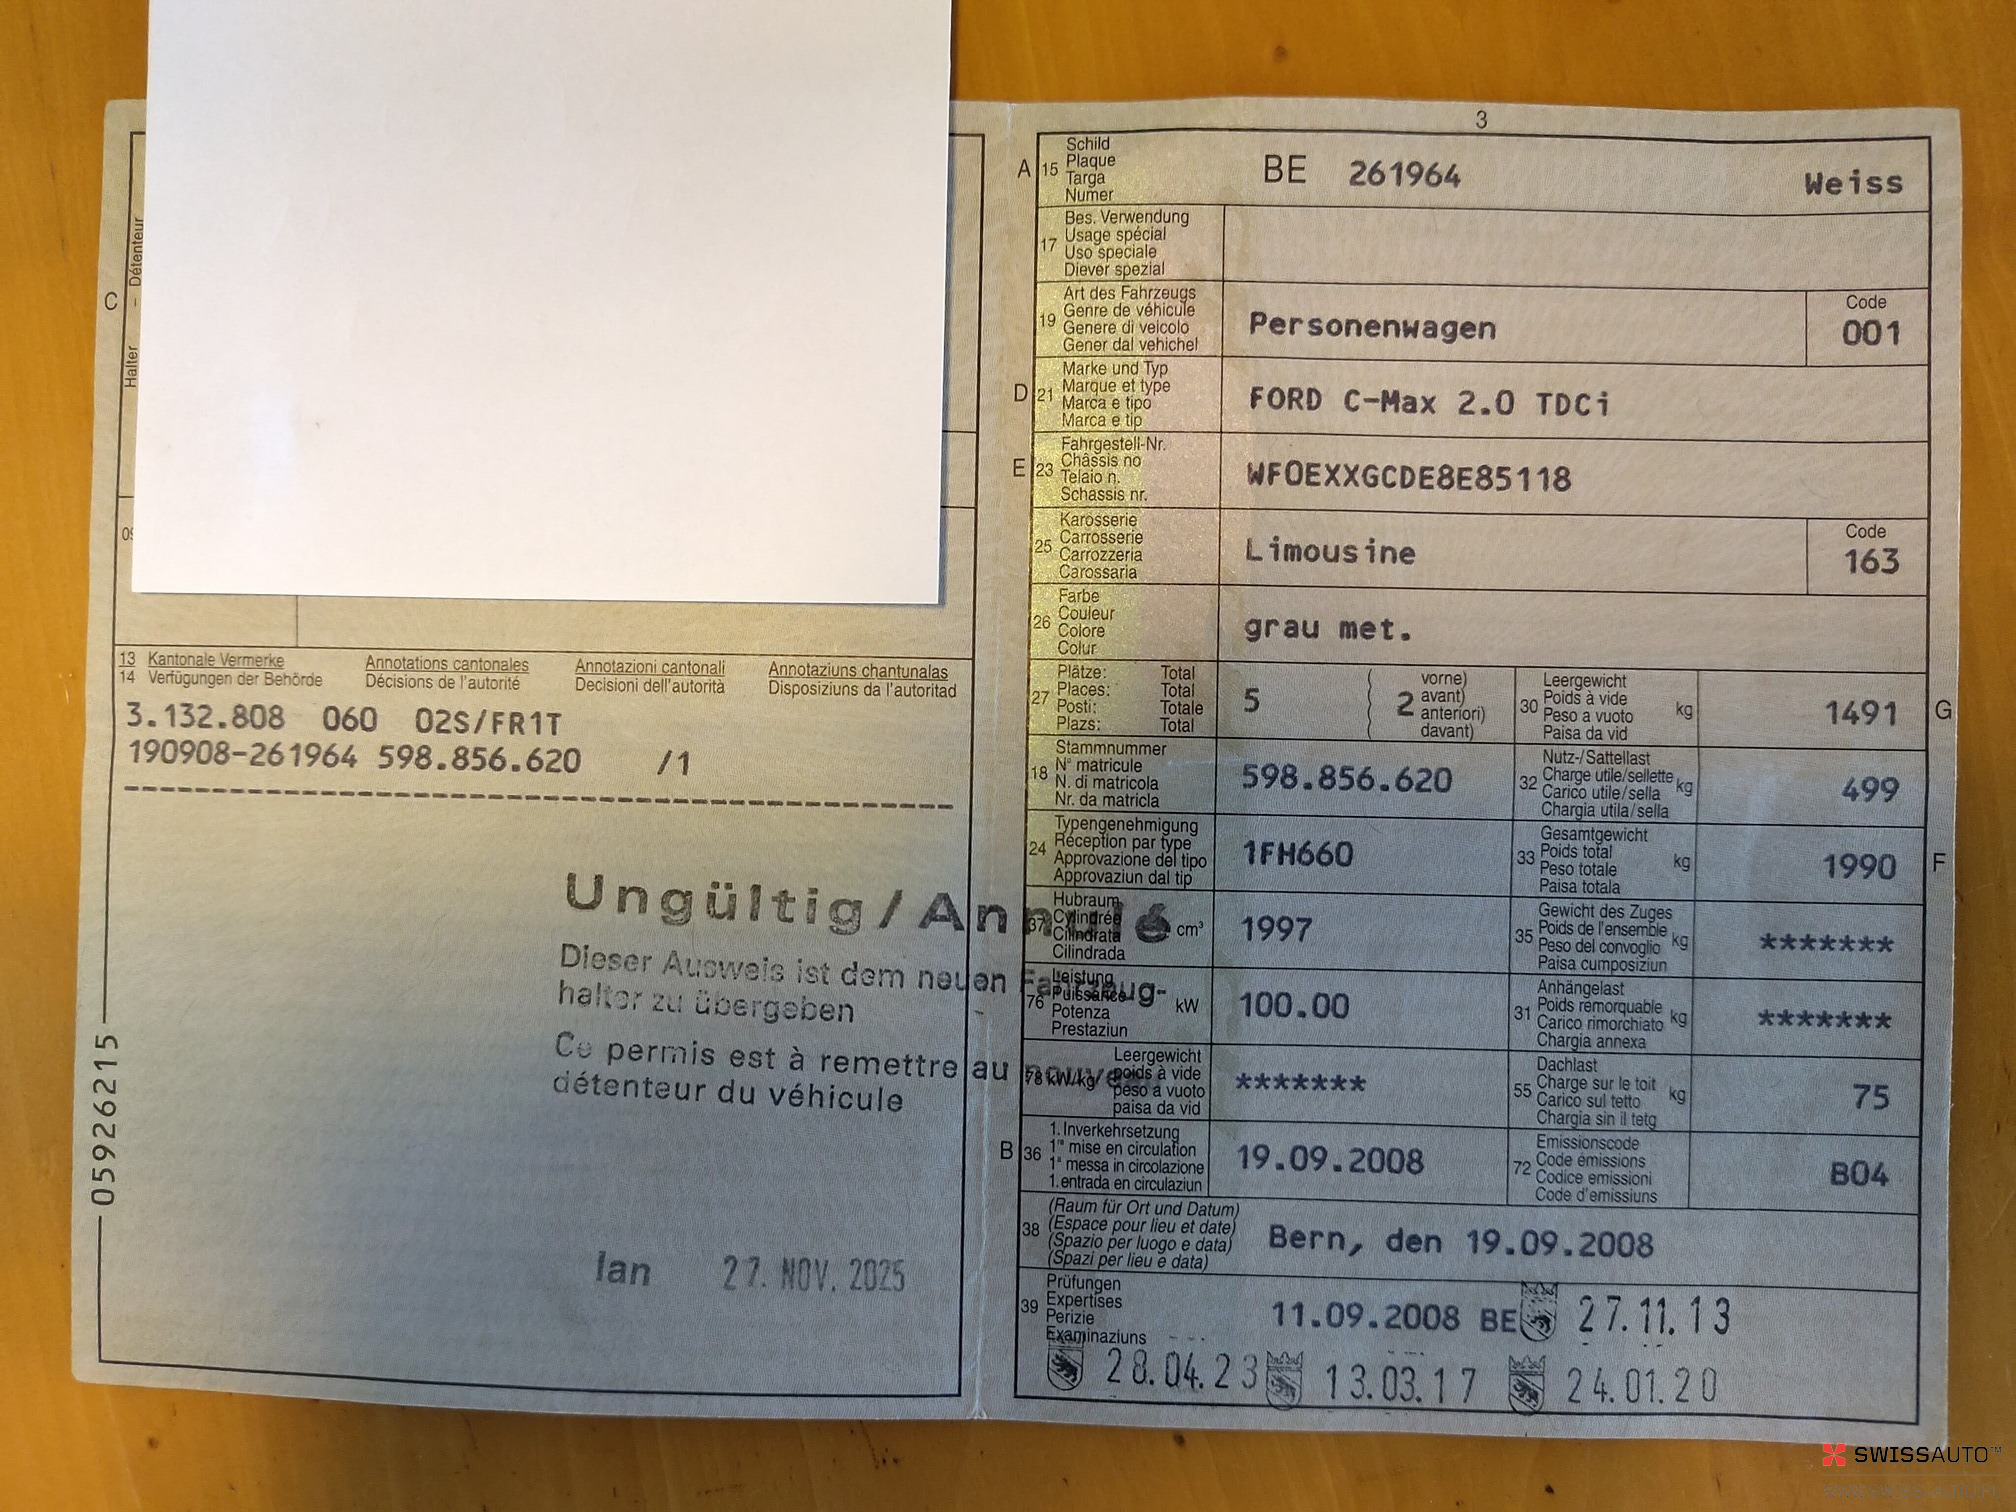 C
Halter - Détenteur
09
13 Kantonale Vermerke Annotations cantonales Annotazioni cantonali Annotaziuns chantunalas
14 Verfügungen der Behörde Décisions de l'autorité Decisioni dell'autorità Disposiziuns da l'autoritad
3.132.808 060 02S/FR1T
190908-261964 598.856.620 /1
Ungültig/Annulé
Dieser Ausweis ist dem neuen Fahrzeug-
halter zu übergeben
Ce permis est à remettre au nouveau
détenteur du véhicule
Ian 27. NOV. 2025
05926215
3
A 15 Schild
Plaque
Targa
Numer
BE 261964 Weiss
17 Bes. Verwendung
Usage spécial
Uso speciale
Diever spezial
19 Art des Fahrzeugs
Genre de véhicule
Genere di veicolo
Gener dal vehichel
Personenwagen
Code
001
D 21 Marke und Typ
Marque et type
Marca e tipo
Marca e tip
FORD C-Max 2.0 TDCi
E 23 Fahrgestell-Nr.
Châssis no
Telaio n.
Schassis nr.
WF0EXXGCDE8E85118
25 Karosserie
Carrosserie
Carrozzeria
Carossaria
Limousine
Code
163
26 Farbe
Couleur
Colore
Colur
grau met.
27 Plätze: Total
Places: Total
Posti: Totale
Plazs: Total
5
2 vorne)
avant)
anteriori)
davant)
30 Leergewicht
Poids à vide
Peso a vuoto
Paisa da vid
kg 1491 G
18 Stammnummer
N° matricule
N. di matricola
Nr. da matricla
598.856.620
32 Nutz-/Sattellast
Charge utile/sellette
Carico utile/sella
Chargia utila/sella
kg 499
24 Typengenehmigung
Réception par type
Approvazione del tipo
Approvaziun dal tip
1FH660
33 Gesamtgewicht
Poids total
Peso totale
Paisa totala
kg 1990 F
37 Hubraum
Cylindrée
Cilindrata
Cilindrada
cm³ 1997
35 Gewicht des Zuges
Poids de l'ensemble
Peso del convoglio
Paisa cumposiziun
kg *******
76 Leistung
Puissance
Potenza
Prestaziun
kW 100.00
31 Anhängelast
Poids remorquable
Carico rimorchiato
Chargia annexa
kg *******
78 kW/kg Leergewicht
poids à vide
peso a vuoto
paisa da vid
*******
55 Dachlast
Charge sur le toit
Carico sul tetto
Chargia sin il tetg
kg 75
B 36 1. Inverkehrsetzung
1re mise en circulation
1a messa in circolazione
1. entrada en circulaziun
19.09.2008
72 Emissionscode
Code émissions
Codice emissioni
Code d'emissiuns
B04
38 (Raum für Ort und Datum)
(Espace pour lieu et date)
(Spazio per luogo e data)
(Spazi per lieu e data)
Bern, den 19.09.2008
39 Prüfungen
Expertises
Perizie
Examinaziuns
11.09.2008 BE 27.11.13
28.04.23 13.03.17 24.01.20
SWISSAUTO™